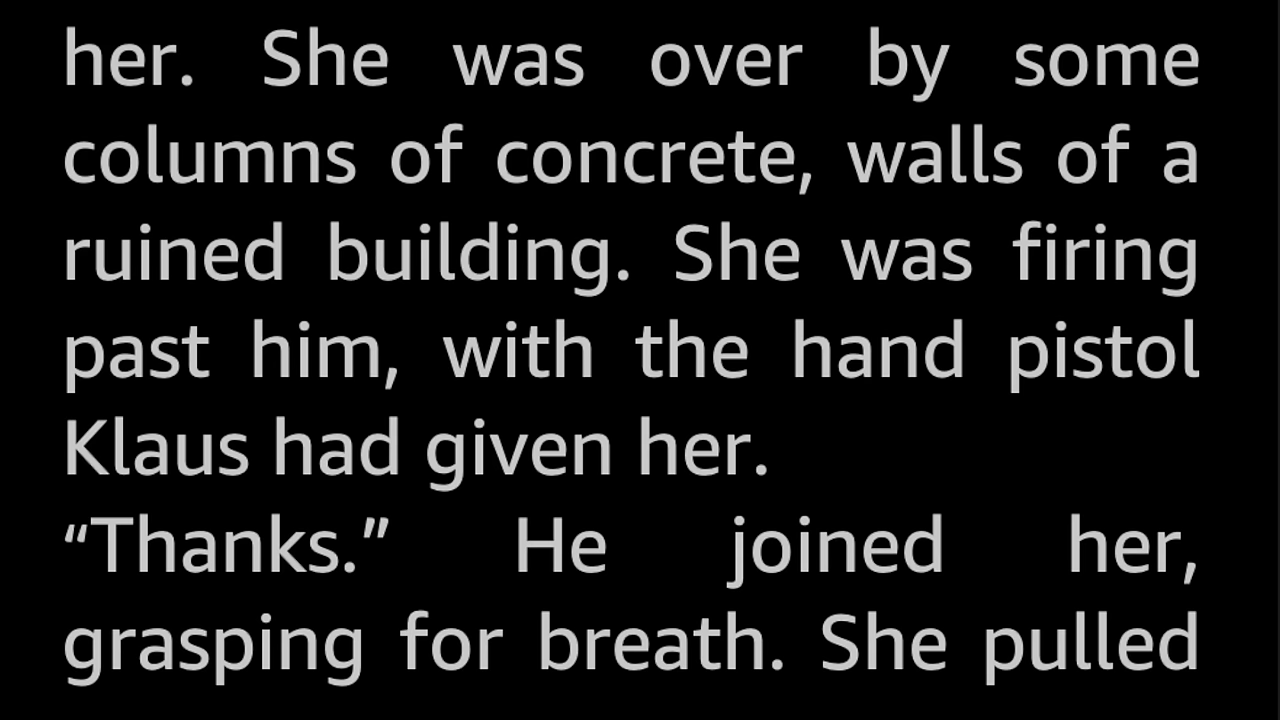 her. She was over by some
columns of concrete, walls of a
ruined building. She was firing
past him, with the hand pistol
Klaus had given her.
“Thanks.” He joined her,
grasping for breath. She pulled